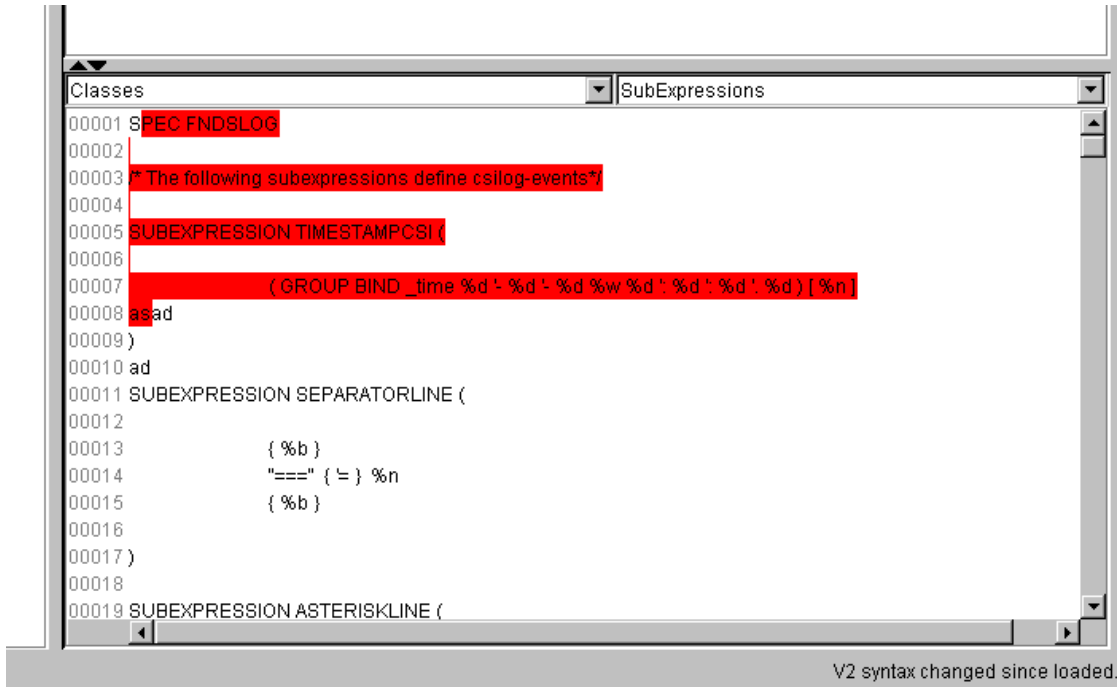 Classes SubExpressions
00001 SPEC FNDSLOG
00002
00003 /* The following subexpressions define csilog-events*/
00004
00005 SUBEXPRESSION TIMESTAMPCSI (
00006
00007 ( GROUP BIND _time %d '- %d '- %d %w %d ': %d ': %d '. %d ) [ %n ]
00008 asad
00009 )
00010 ad
00011 SUBEXPRESSION SEPARATORLINE (
00012
00013 { %b }
00014 "===" { '= } %n
00015 { %b }
00016
00017 )
00018
00019 SUBEXPRESSION ASTERISKLINE (
V2 syntax changed since loaded.